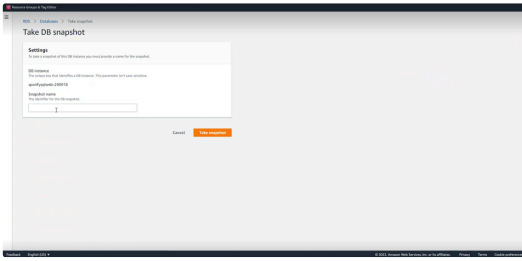 Resource Groups & Tag Editor
RDS > Databases > Take snapshot
Take DB snapshot
Settings
To take a snapshot of this DB instance you must provide a name for the snapshot.
DB instance
The unique key that identifies a DB instance. This parameter isn't case-sensitive.
Snapshot name
The identifier for the DB snapshot.
Cancel
Take snapshot
Feedback English (US) © 2022, Amazon Web Services, Inc. or its affiliates. Privacy Terms Cookie preferences